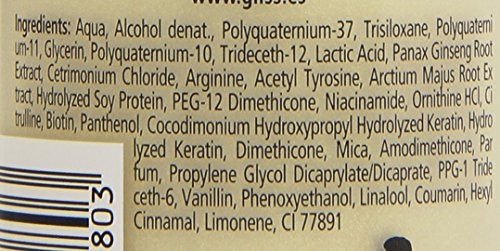 www.gliss.es
Ingredients: Aqua, Alcohol denat., Polyquaternium-37, Trisiloxane, Polyquaterni
um-11, Glycerin, Polyquaternium-10, Trideceth-12, Lactic Acid, Panax Ginseng Root
Extract, Cetrimonium Chloride, Arginine, Acetyl Tyrosine, Arctium Majus Root Ex
tract, Hydrolyzed Soy Protein, PEG-12 Dimethicone, Niacinamide, Ornithine HCl, Ci
trulline, Biotin, Panthenol, Cocodimonium Hydroxypropyl Hydrolyzed Keratin, Hydro
lyzed Keratin, Dimethicone, Mica, Amodimethicone, Par
fum, Propylene Glycol Dicaprylate/Dicaprate, PPG-1 Tride
ceth-6, Vanillin, Phenoxyethanol, Linalool, Coumarin, Hexyl
Cinnamal, Limonene, CI 77891
803